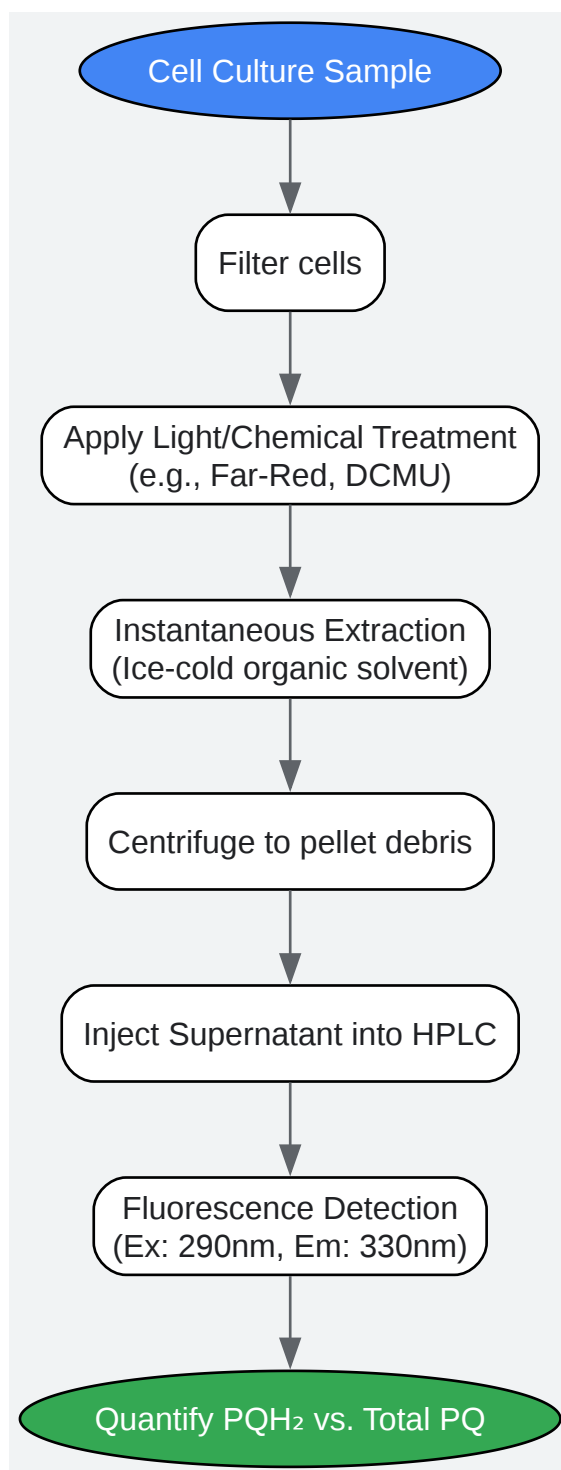 Cell Culture Sample
Filter cells
Apply Light/Chemical Treatment
(e.g., Far-Red, DCMU)
Instantaneous Extraction
(Ice-cold organic solvent)
Centrifuge to pellet debris
Inject Supernatant into HPLC
Fluorescence Detection
(Ex: 290nm, Em: 330nm)
Quantify PQH₂ vs. Total PQ